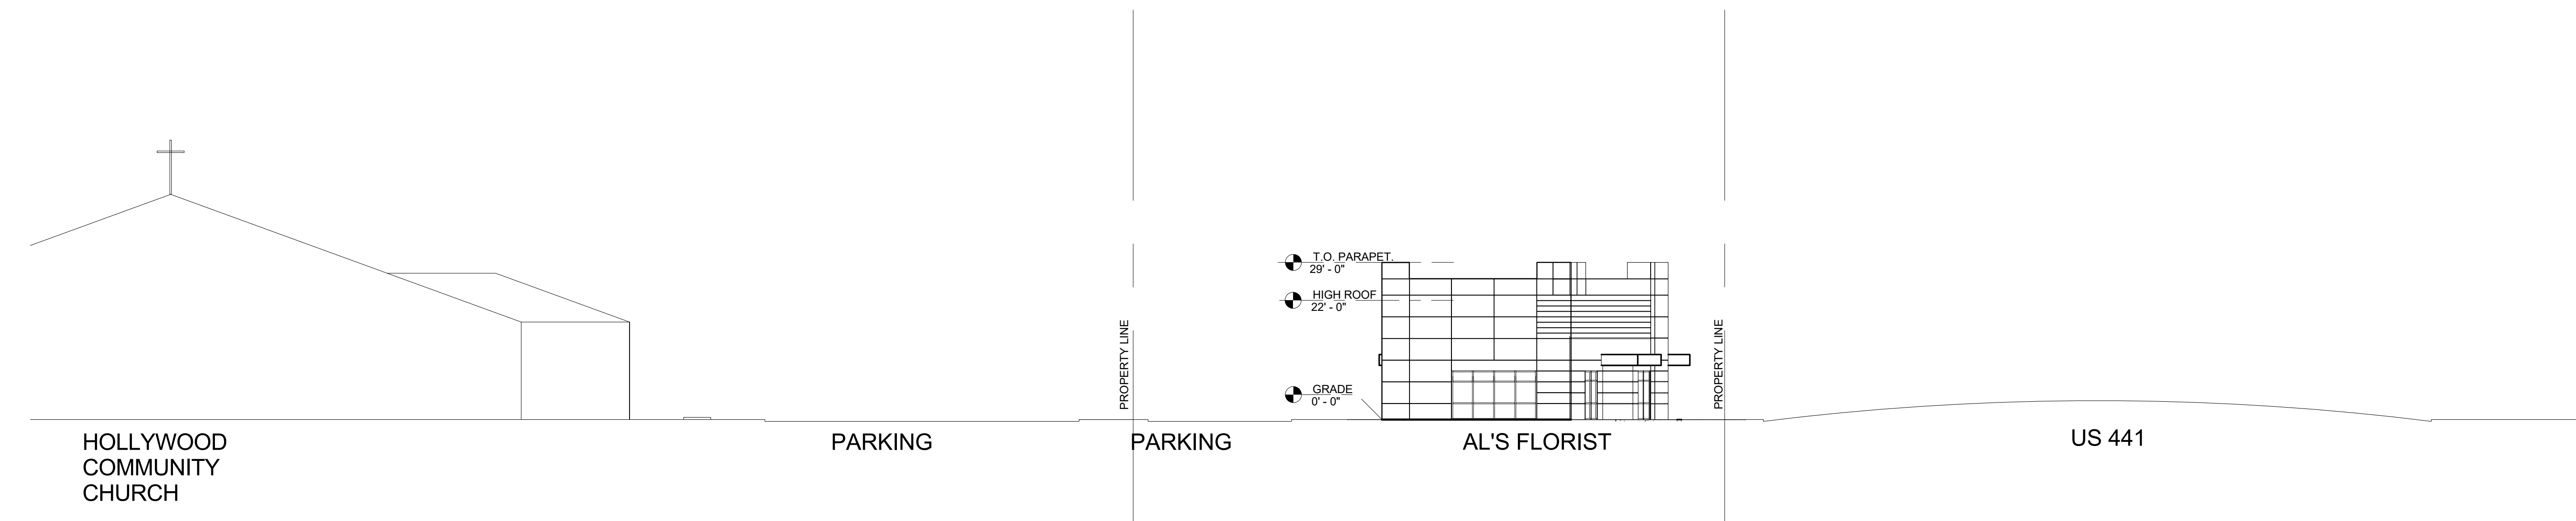 T.O. PARAPET.
29' - 0"
HIGH ROOF
22' - 0"
PROPERTY LINE
PROPERTY LINE
GRADE
0' - 0"
HOLLYWOOD
COMMUNITY
CHURCH
PARKING
PARKING
AL'S FLORIST
US 441